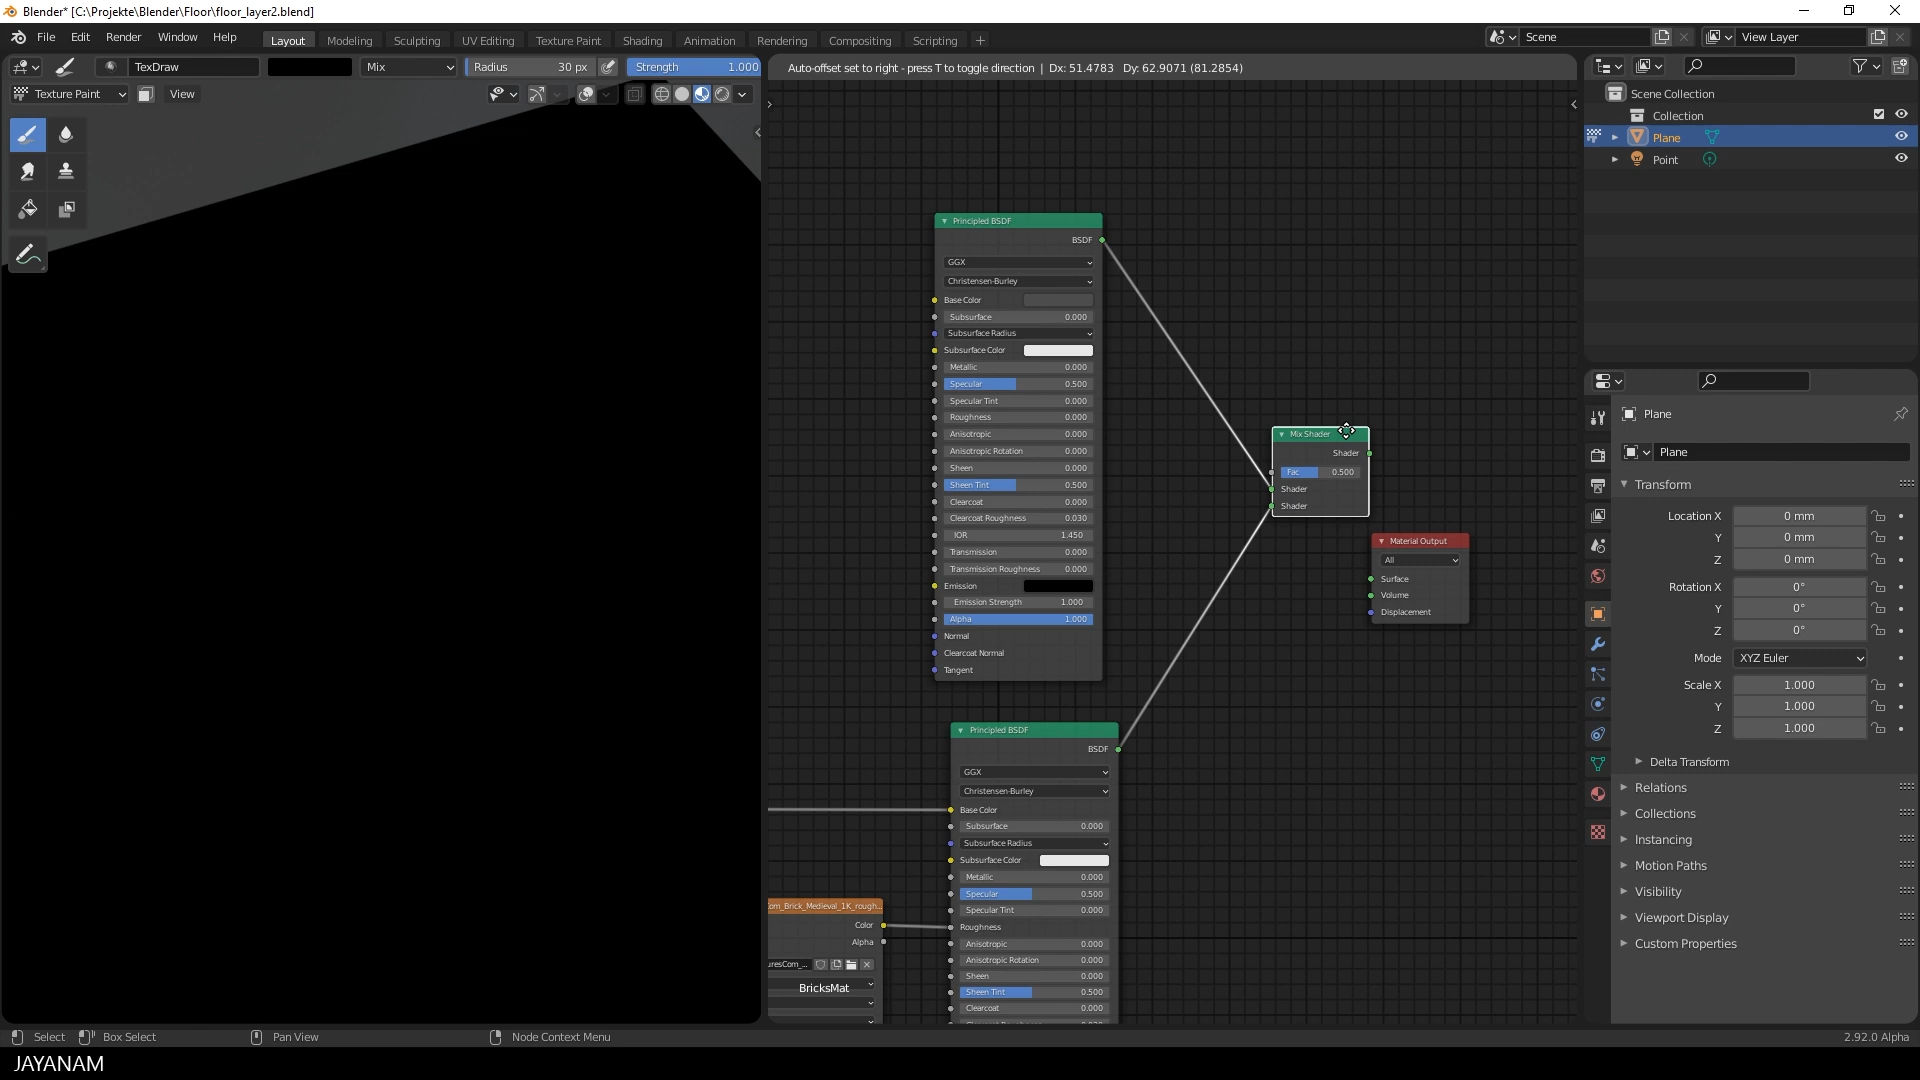 Blender* [C:\Projekte\Blender\Floor\floor_layer2.blend]
File Edit Render Window Help Layout Modeling Sculpting UV Editing Texture Paint Shading Animation Rendering Compositing Scripting + Scene View Layer
TexDraw Mix Radius 30 px Strength 1.000
Auto-offset set to right - press T to toggle direction | Dx: 51.4783 Dy: 62.9071 (81.2854)
Texture Paint View
Scene Collection
Collection
Plane
Point
Principled BSDF
BSDF
GGX
Christensen-Burley
Base Color
Subsurface 0.000
Subsurface Radius
Subsurface Color
Metallic 0.000
Specular 0.500
Specular Tint 0.000
Roughness 0.000
Anisotropic 0.000
Anisotropic Rotation 0.000
Sheen 0.000
Sheen Tint 0.500
Clearcoat 0.000
Clearcoat Roughness 0.030
IOR 1.450
Transmission 0.000
Transmission Roughness 0.000
Emission
Emission Strength 1.000
Alpha 1.000
Normal
Clearcoat Normal
Tangent
Mix Shader
Shader
Fac 0.500
Shader
Shader
Material Output
All
Surface
Volume
Displacement
Principled BSDF
BSDF
GGX
Christensen-Burley
Base Color
Subsurface 0.000
Subsurface Radius
Subsurface Color
Metallic 0.000
Specular 0.500
Specular Tint 0.000
Roughness
Anisotropic 0.000
Anisotropic Rotation 0.000
Sheen 0.000
Sheen Tint 0.500
Clearcoat 0.000
om_Brick_Medieval_1K_rough...
Color
Alpha
uresCom_...
BricksMat
Plane
Plane
Transform
Location X 0 mm
Y 0 mm
Z 0 mm
Rotation X 0°
Y 0°
Z 0°
Mode XYZ Euler
Scale X 1.000
Y 1.000
Z 1.000
Delta Transform
Relations
Collections
Instancing
Motion Paths
Visibility
Viewport Display
Custom Properties
Select Box Select Pan View Node Context Menu 2.92.0 Alpha
JAYANAM